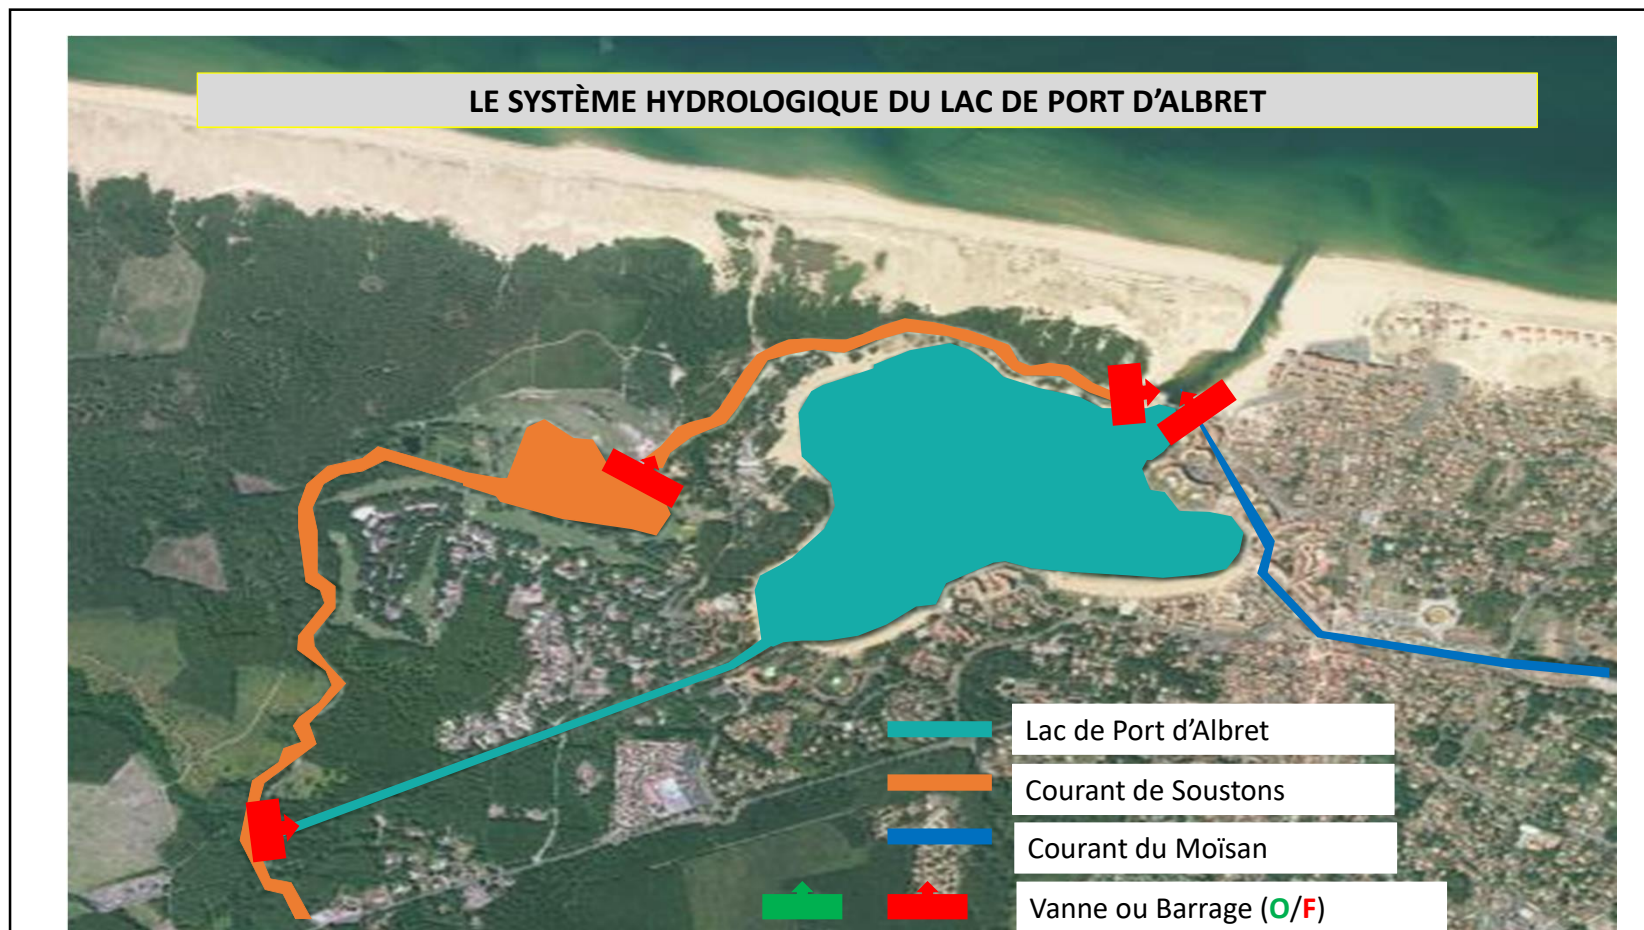 LE SYSTÈME HYDROLOGIQUE DU LAC DE PORT D’ALBRET
Lac de Port d’Albret
Courant de Soustons
Courant du Moïsan
Vanne ou Barrage (O/F)